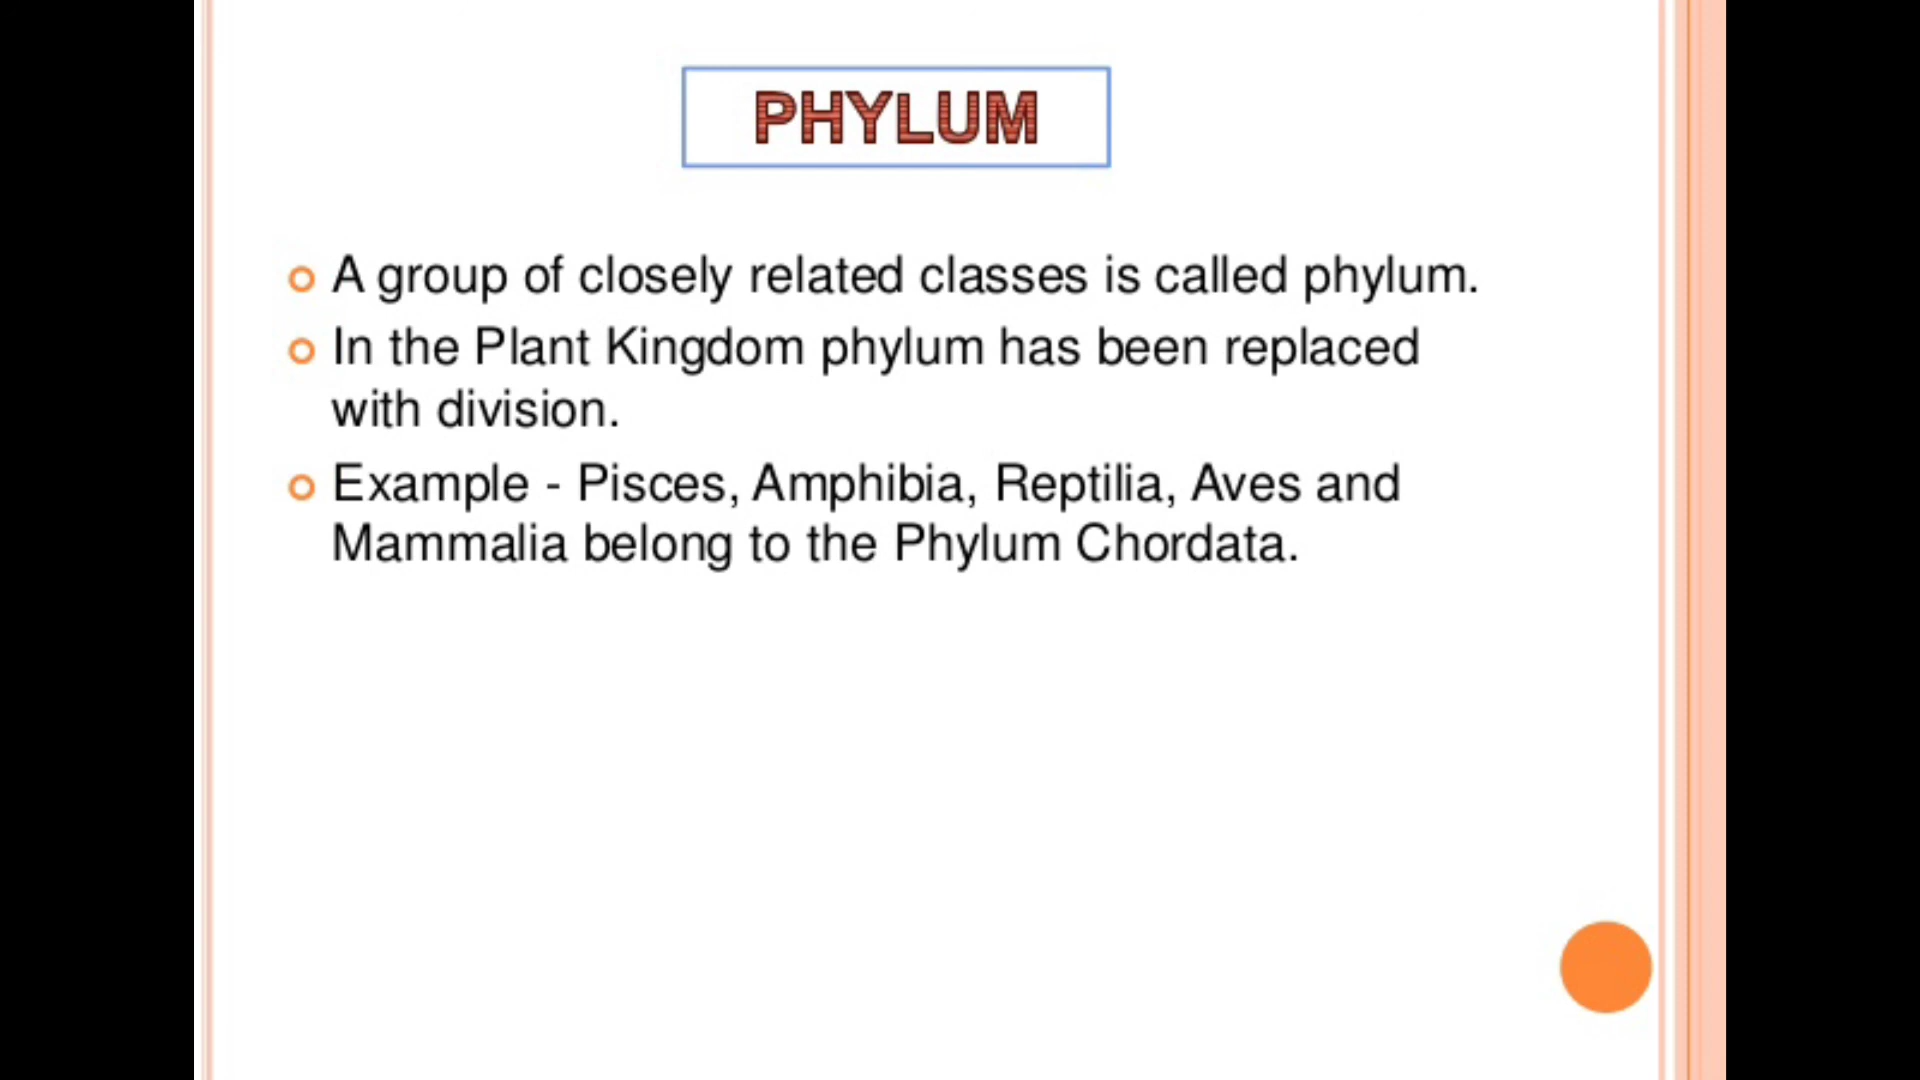 PHYLUM
A group of closely related classes is called phylum.
In the Plant Kingdom phylum has been replaced
with division.
Example - Pisces, Amphibia, Reptilia, Aves and
Mammalia belong to the Phylum Chordata.